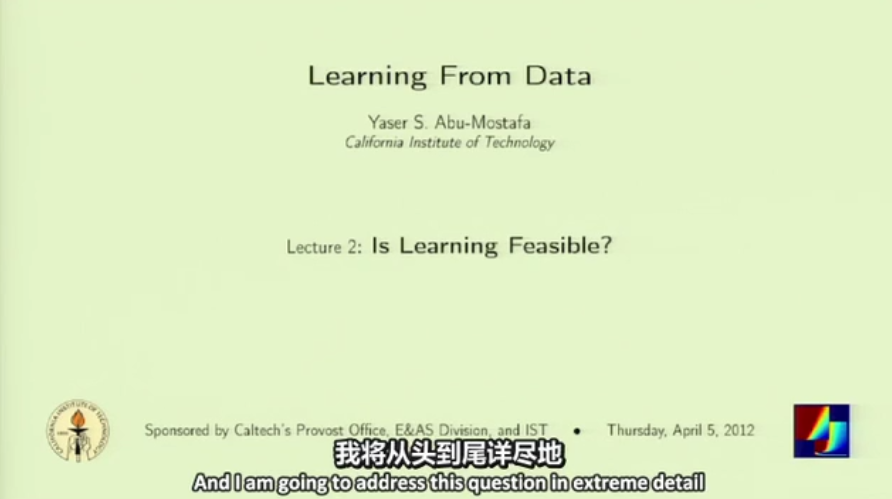 Learning From Data
Yaser S. Abu-Mostafa
California Institute of Technology
Lecture 2: Is Learning Feasible?
Sponsored by Caltech's Provost Office, E&AS Division, and IST • Thursday, April 5, 2012
我将从头到尾详尽地
And I am going to address this question in extreme detail